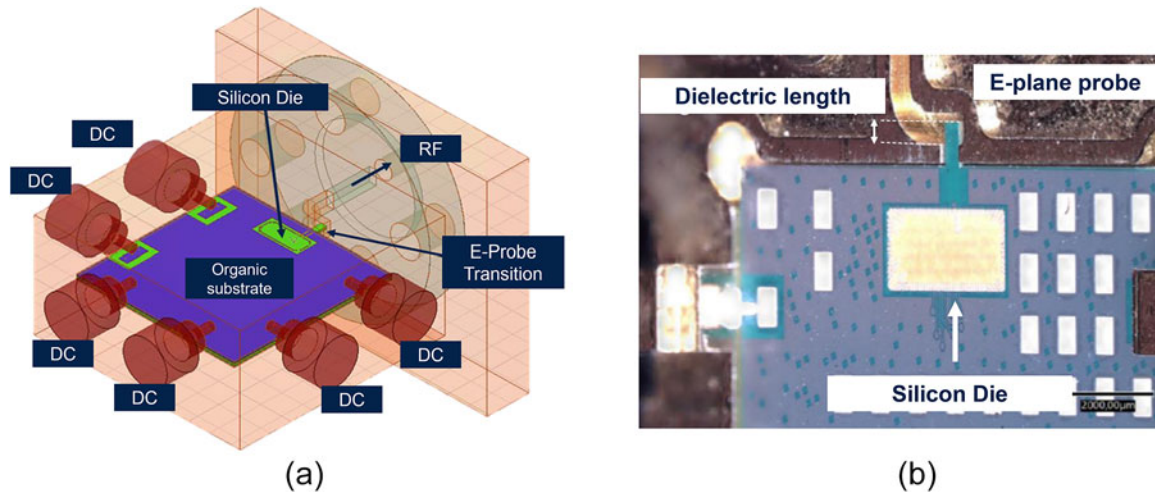 Silicon Die
DC
RF
DC
E-Probe
Transition
Organic
substrate
DC
DC
DC
DC
(a)
Dielectric length
E-plane probe
Silicon Die
2000.00µm
(b)